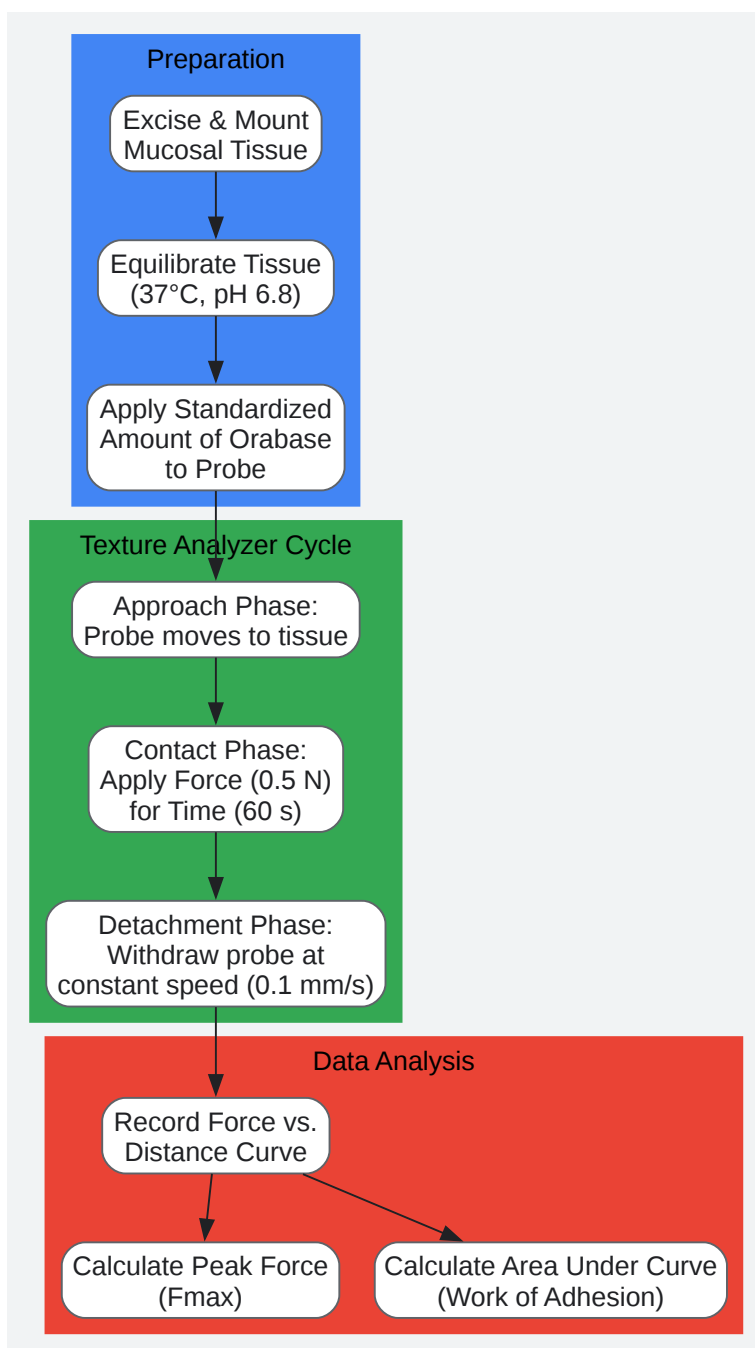 Preparation
Excise & Mount
Mucosal Tissue
Equilibrate Tissue
(37°C, pH 6.8)
Apply Standardized
Amount of Orabase
to Probe
Texture Analyzer Cycle
Approach Phase:
Probe moves to tissue
Contact Phase:
Apply Force (0.5 N)
for Time (60 s)
Detachment Phase:
Withdraw probe at
constant speed (0.1 mm/s)
Data Analysis
Record Force vs.
Distance Curve
Calculate Peak Force
(Fmax)
Calculate Area Under Curve
(Work of Adhesion)